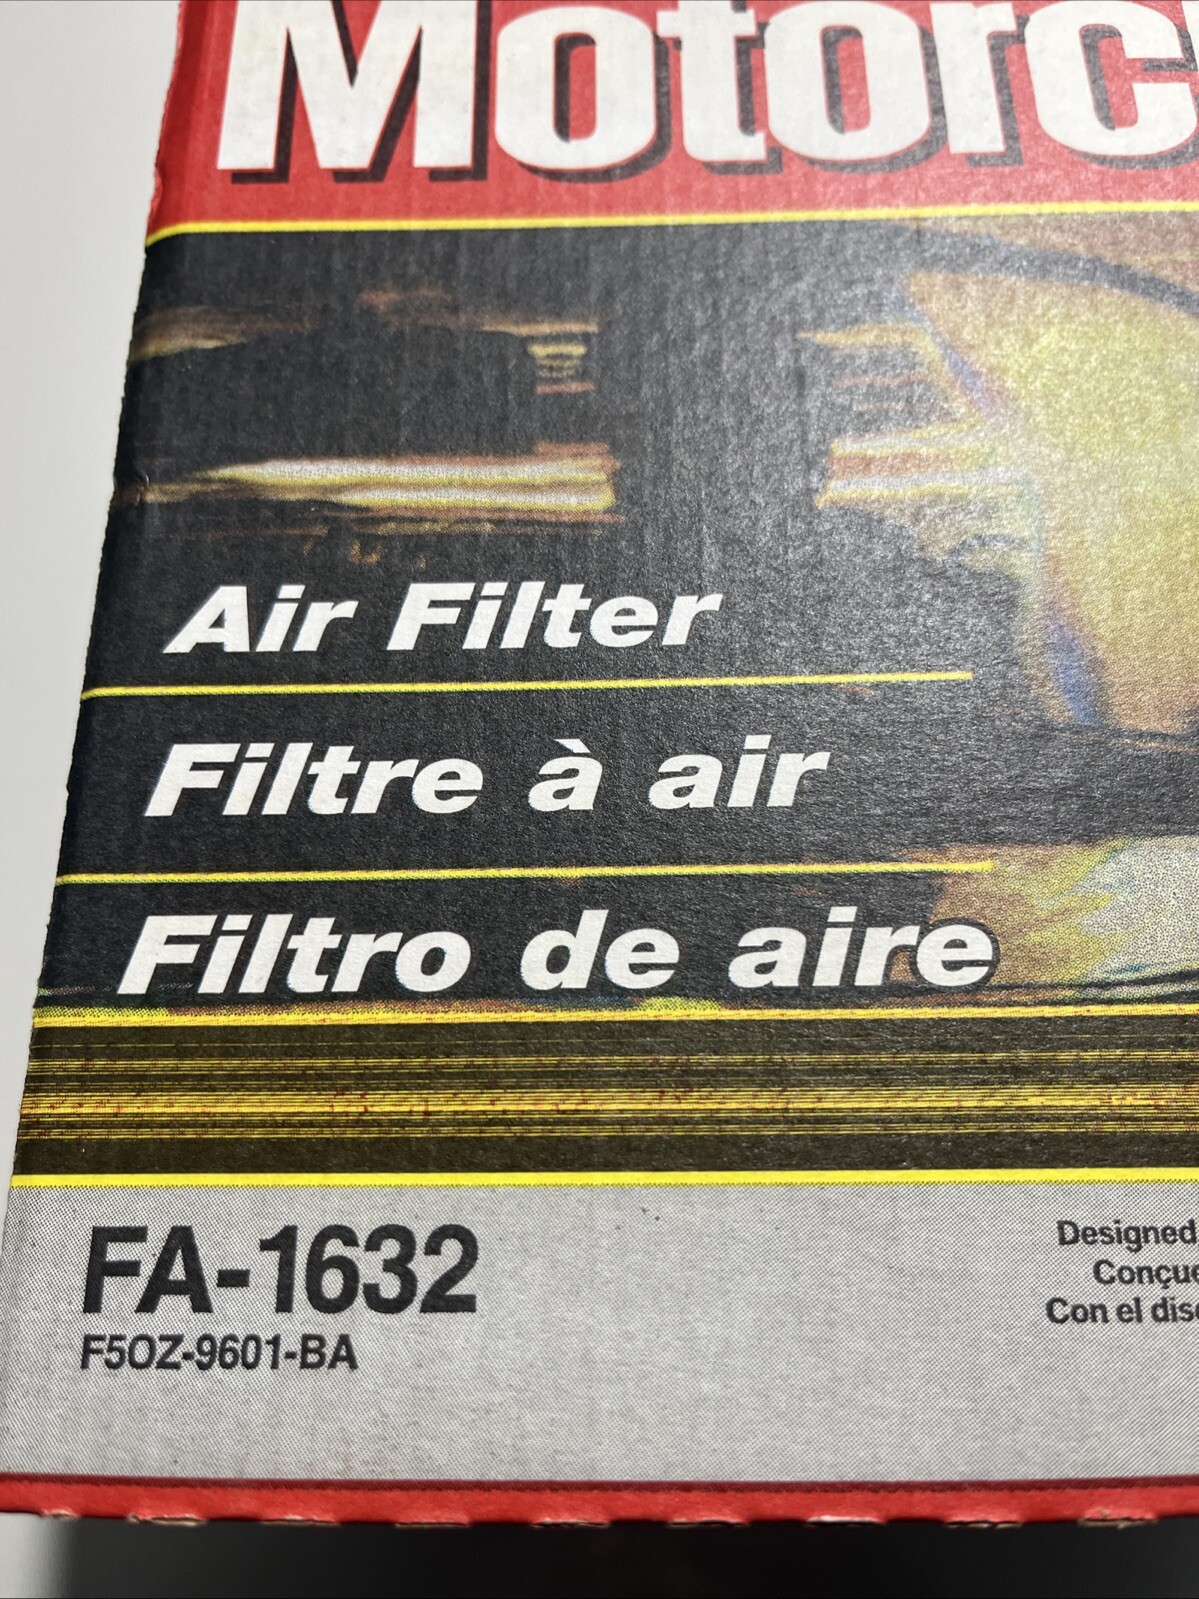 Motorc
Air Filter
Filtre à air
Filtro de aire
FA-1632
F5OZ-9601-BA
Designed
Conçue
Con el dis